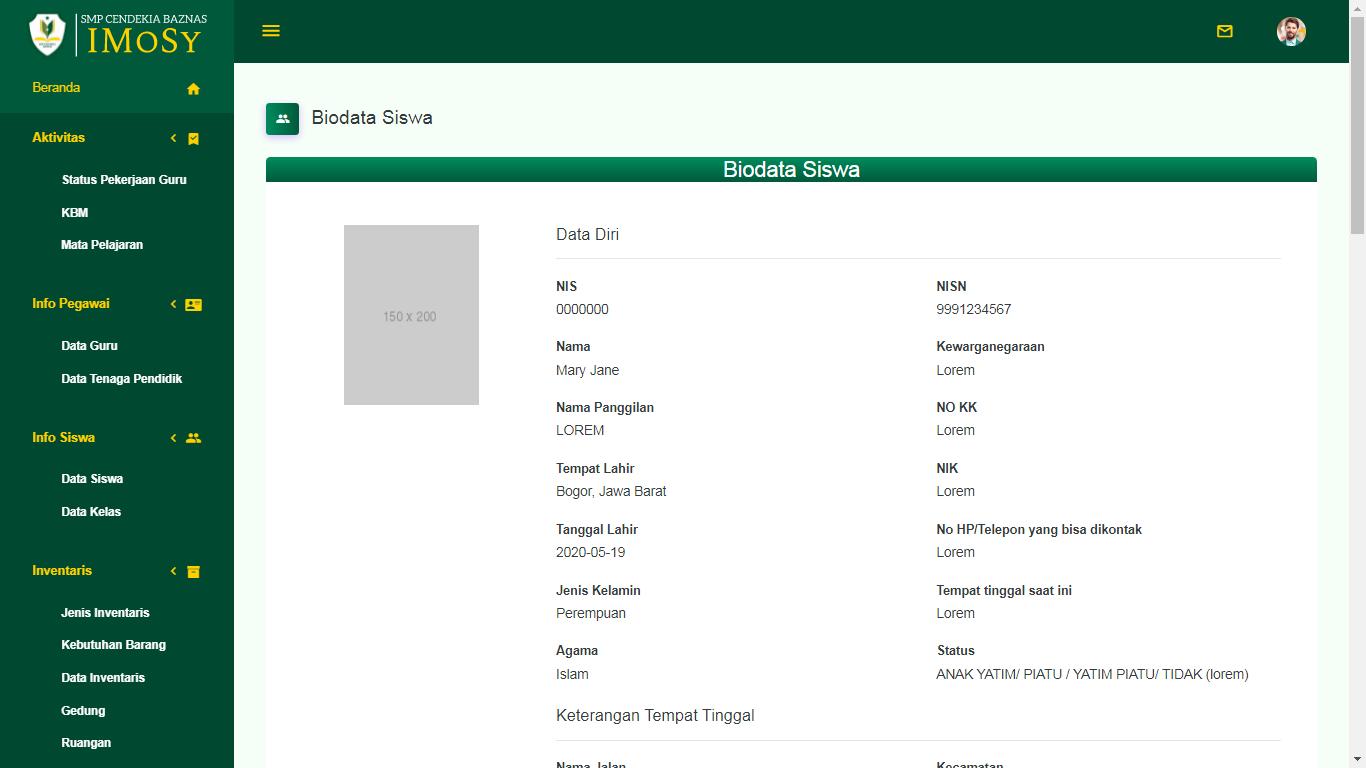 SMP CENDEKIA BAZNAS
IMoSy
Beranda
Aktivitas
Status Pekerjaan Guru
KBM
Mata Pelajaran
Info Pegawai
Data Guru
Data Tenaga Pendidik
Info Siswa
Data Siswa
Data Kelas
Inventaris
Jenis Inventaris
Kebutuhan Barang
Data Inventaris
Gedung
Ruangan
Biodata Siswa
Biodata Siswa
150 x 200
Data Diri
NIS
0000000
NISN
9991234567
Nama
Mary Jane
Kewarganegaraan
Lorem
Nama Panggilan
LOREM
NO KK
Lorem
Tempat Lahir
Bogor, Jawa Barat
NIK
Lorem
Tanggal Lahir
2020-05-19
No HP/Telepon yang bisa dikontak
Lorem
Jenis Kelamin
Perempuan
Tempat tinggal saat ini
Lorem
Agama
Islam
Status
ANAK YATIM/ PIATU / YATIM PIATU/ TIDAK (lorem)
Keterangan Tempat Tinggal
Nama Jalan
Kecamatan